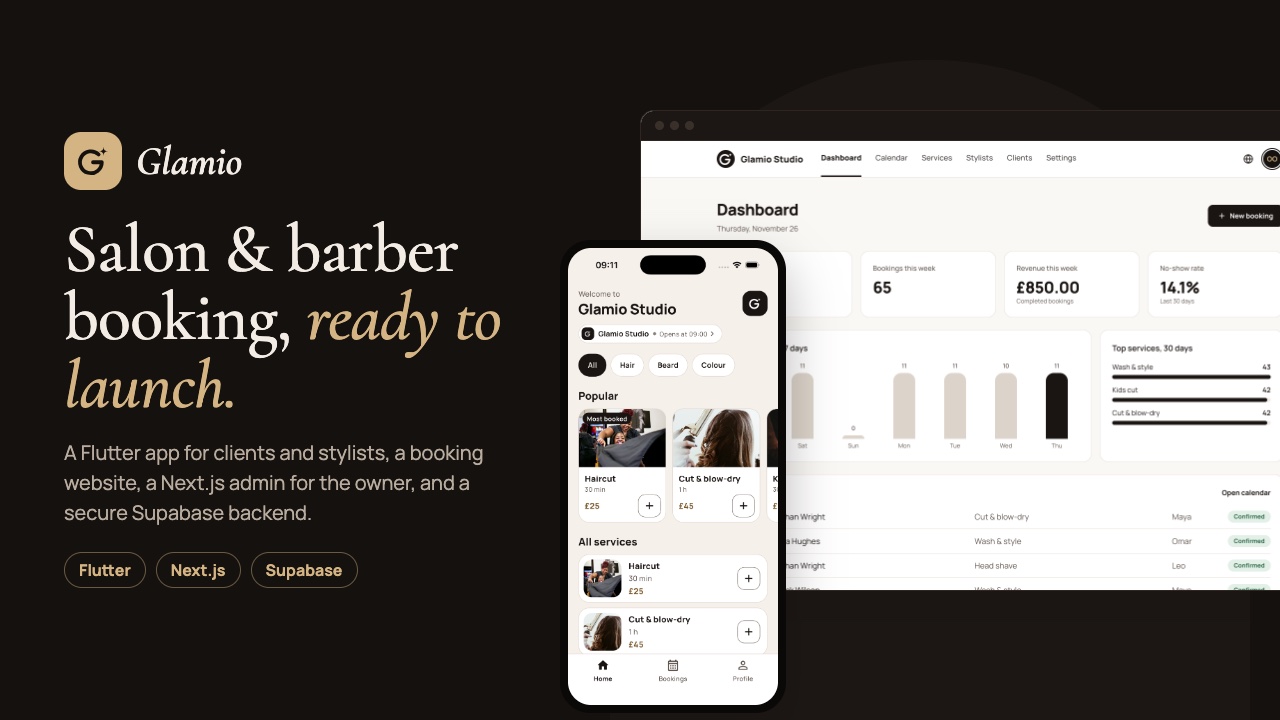 Glamio
Salon & barber
booking, ready to
launch.
A Flutter app for clients and stylists, a booking
website, a Next.js admin for the owner, and a
secure Supabase backend.
Flutter
Next.js
Supabase
Glamio Studio
Dashboard
Calendar
Services
Stylists
Clients
Settings
Dashboard
Thursday, November 26
+ New booking
Bookings this week
65
Revenue this week
£850.00
Completed bookings
No-show rate
14.1%
Last 30 days
7 days
11
0
11
11
10
11
Sat
Sun
Mon
Tue
Wed
Thu
Top services, 30 days
Wash & style 43
Kids cut 42
Cut & blow-dry 42
Open calendar
Wright Cut & blow-dry Maya Confirmed
Hughes Wash & style Omar Confirmed
Wright Head shave Leo Confirmed
09:11
Welcome to
Glamio Studio
Glamio Studio • Opens at 09:00 >
All
Hair
Beard
Colour
Popular
Most booked
Haircut
30 min
£25
Cut & blow-dry
1 h
£45
All services
Haircut
30 min
£25
Cut & blow-dry
1 h
£45
Home
Bookings
Profile